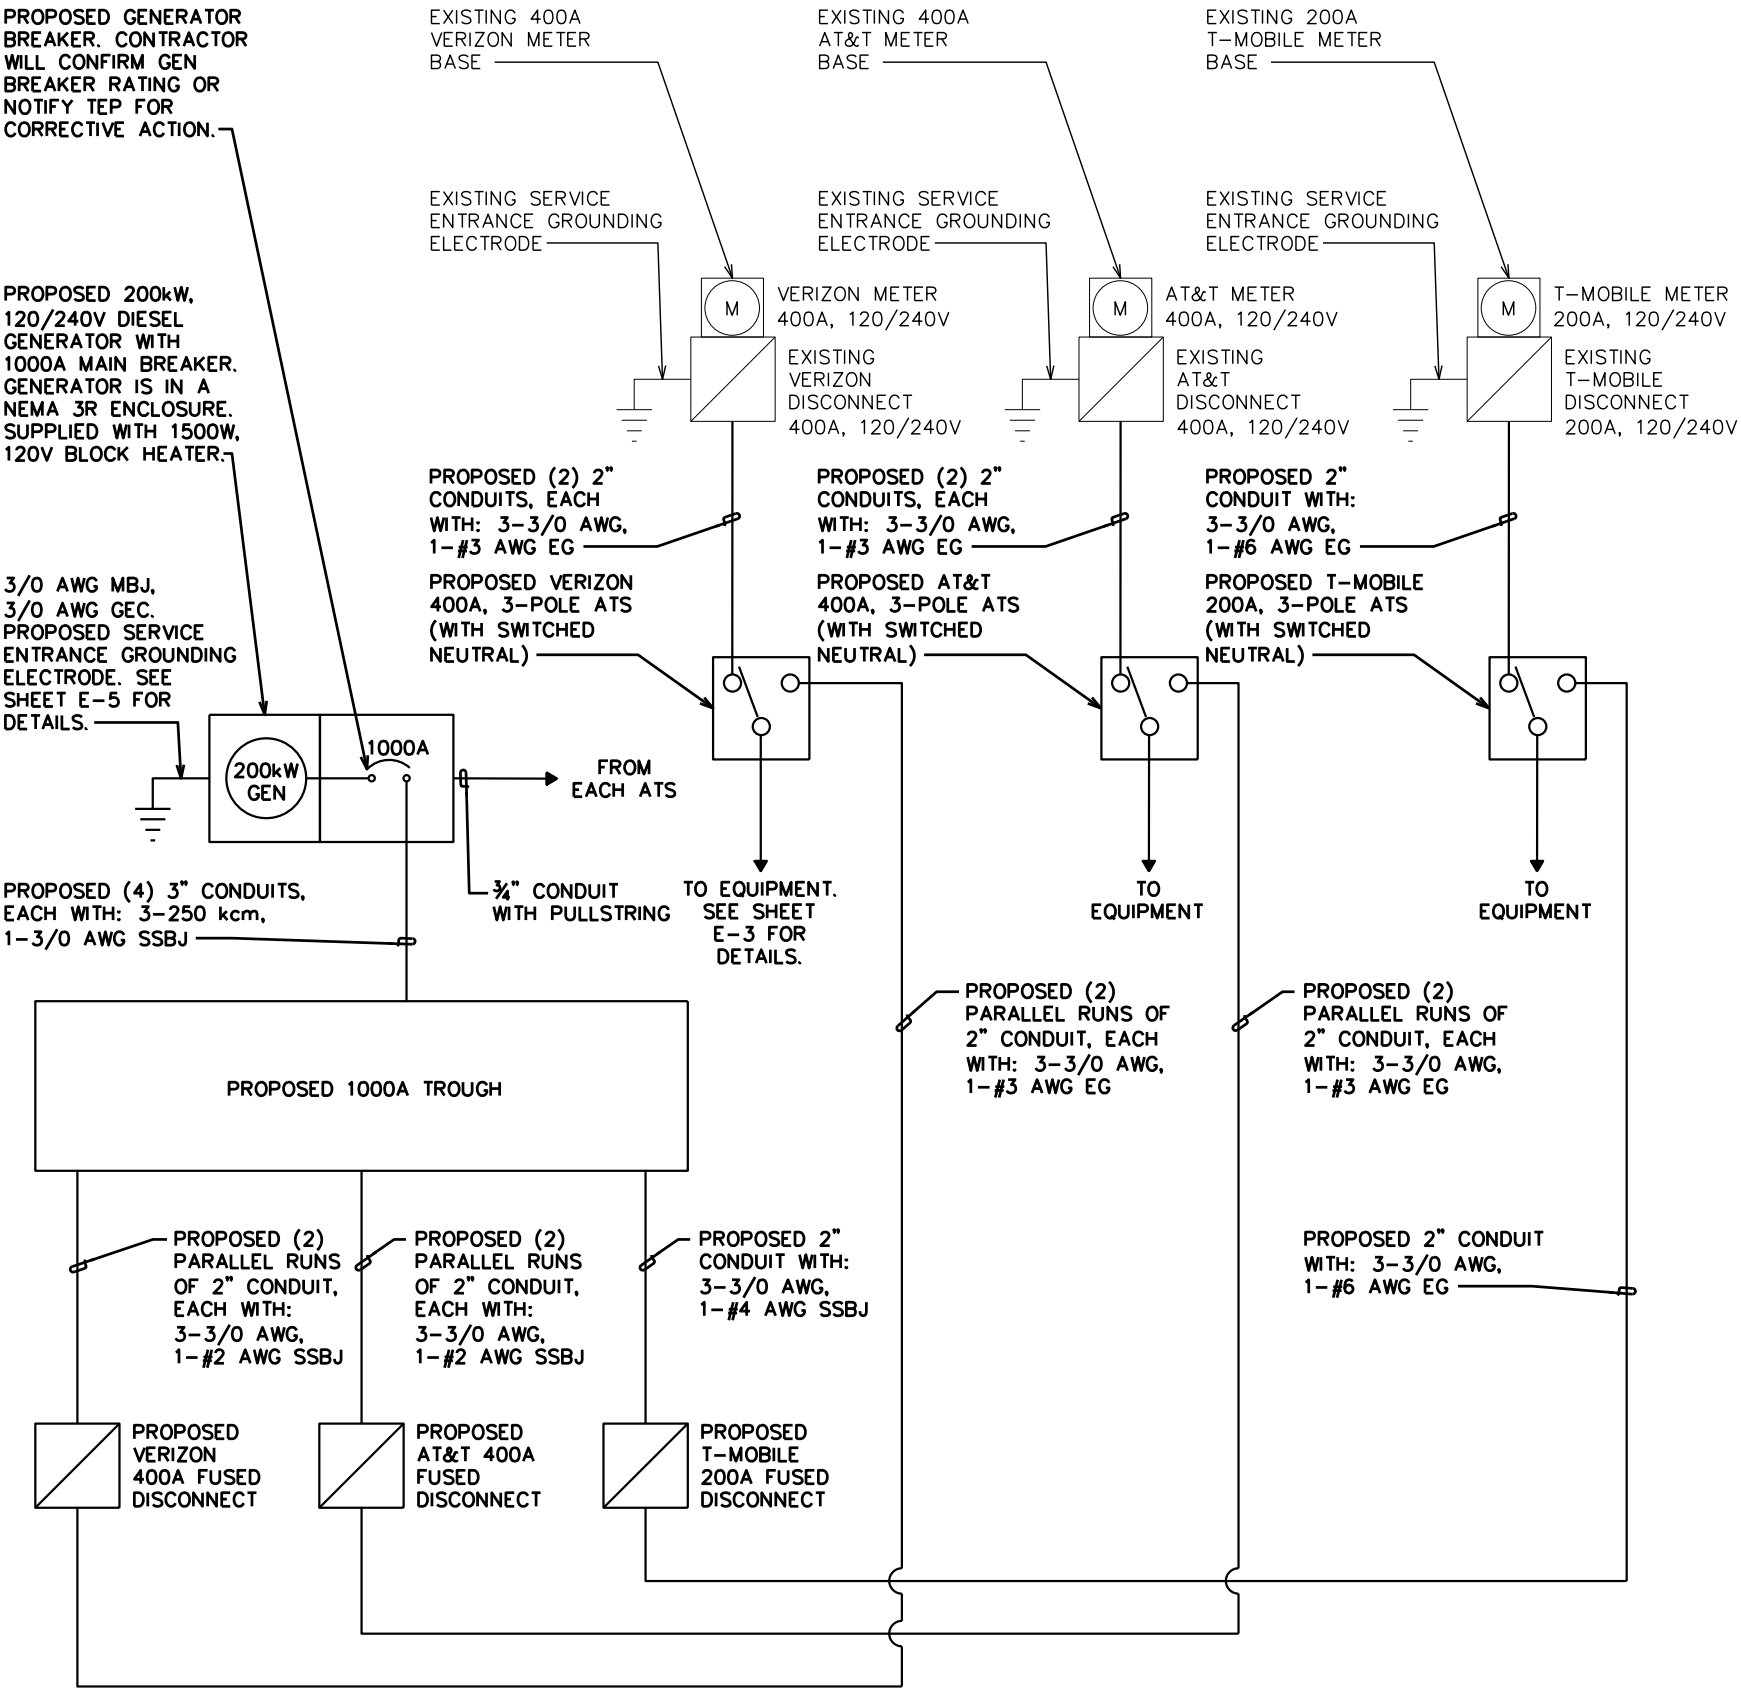 PROPOSED GENERATOR
BREAKER. CONTRACTOR
WILL CONFIRM GEN
BREAKER RATING OR
NOTIFY TEP FOR
CORRECTIVE ACTION.
EXISTING 400A
VERIZON METER
BASE
EXISTING 400A
AT&T METER
BASE
EXISTING 200A
T-MOBILE METER
BASE
EXISTING SERVICE
ENTRANCE GROUNDING
ELECTRODE
EXISTING SERVICE
ENTRANCE GROUNDING
ELECTRODE
EXISTING SERVICE
ENTRANCE GROUNDING
ELECTRODE
PROPOSED 200kW,
120/240V DIESEL
GENERATOR WITH
1000A MAIN BREAKER.
GENERATOR IS IN A
NEMA 3R ENCLOSURE.
SUPPLIED WITH 1500W,
120V BLOCK HEATER.
M
VERIZON METER
400A, 120/240V
EXISTING
VERIZON
DISCONNECT
400A, 120/240V
M
AT&T METER
400A, 120/240V
EXISTING
AT&T
DISCONNECT
400A, 120/240V
M
T-MOBILE METER
200A, 120/240V
EXISTING
T-MOBILE
DISCONNECT
200A, 120/240V
PROPOSED (2) 2"
CONDUITS, EACH
WITH: 3-3/0 AWG,
1-#3 AWG EG
PROPOSED (2) 2"
CONDUITS, EACH
WITH: 3-3/0 AWG,
1-#3 AWG EG
PROPOSED 2"
CONDUIT WITH:
3-3/0 AWG,
1-#6 AWG EG
3/0 AWG MBJ,
3/0 AWG GEC.
PROPOSED SERVICE
ENTRANCE GROUNDING
ELECTRODE. SEE
SHEET E-5 FOR
DETAILS.
PROPOSED VERIZON
400A, 3-POLE ATS
(WITH SWITCHED
NEUTRAL)
PROPOSED AT&T
400A, 3-POLE ATS
(WITH SWITCHED
NEUTRAL)
PROPOSED T-MOBILE
200A, 3-POLE ATS
(WITH SWITCHED
NEUTRAL)
200kW
GEN
1000A
FROM
EACH ATS
PROPOSED (4) 3" CONDUITS,
EACH WITH: 3-250 kcm,
1-3/0 AWG SSBJ
¾" CONDUIT
WITH PULLSTRING
TO EQUIPMENT.
SEE SHEET
E-3 FOR
DETAILS.
TO
EQUIPMENT
TO
EQUIPMENT
PROPOSED (2)
PARALLEL RUNS OF
2" CONDUIT, EACH
WITH: 3-3/0 AWG,
1-#3 AWG EG
PROPOSED (2)
PARALLEL RUNS OF
2" CONDUIT, EACH
WITH: 3-3/0 AWG,
1-#3 AWG EG
PROPOSED 1000A TROUGH
PROPOSED (2)
PARALLEL RUNS
OF 2" CONDUIT,
EACH WITH:
3-3/0 AWG,
1-#2 AWG SSBJ
PROPOSED (2)
PARALLEL RUNS
OF 2" CONDUIT,
EACH WITH:
3-3/0 AWG,
1-#2 AWG SSBJ
PROPOSED 2"
CONDUIT WITH:
3-3/0 AWG,
1-#4 AWG SSBJ
PROPOSED 2" CONDUIT
WITH: 3-3/0 AWG,
1-#6 AWG EG
PROPOSED
VERIZON
400A FUSED
DISCONNECT
PROPOSED
AT&T 400A
FUSED
DISCONNECT
PROPOSED
T-MOBILE
200A FUSED
DISCONNECT